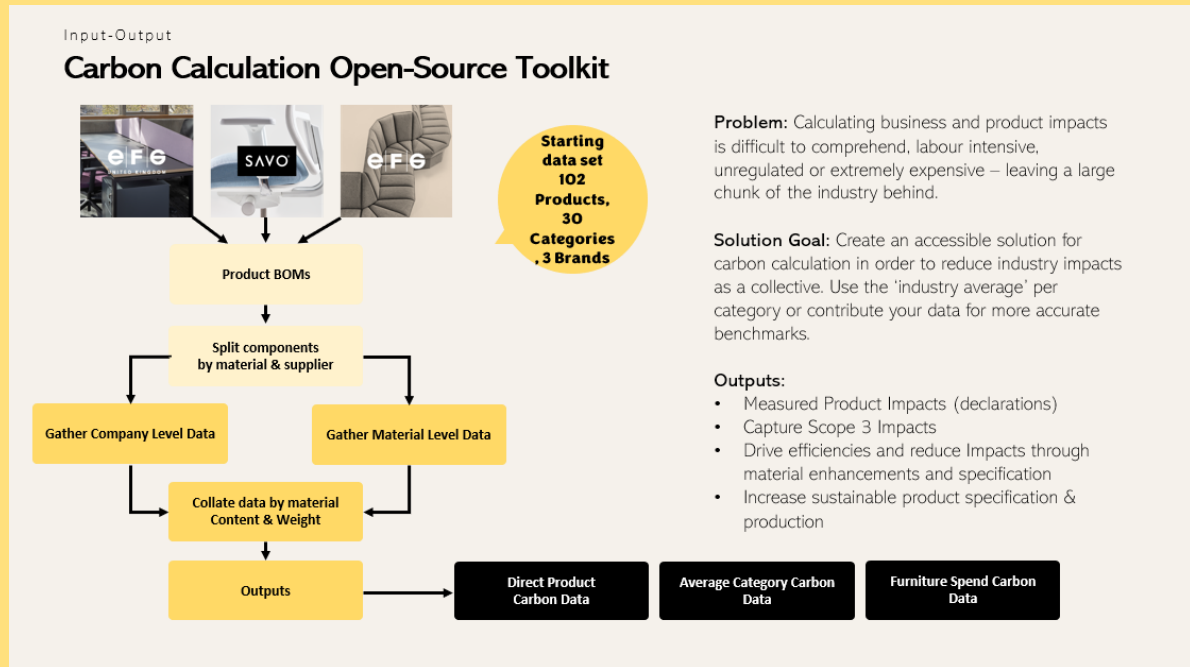 Input-Output
Carbon Calculation Open-Source Toolkit
EFG
UNITED KINGDOM
SAVO
EFG
Starting
data set
102
Products,
30
Categories
, 3 Brands
Product BOMs
Split components
by material & supplier
Gather Company Level Data
Gather Material Level Data
Collate data by material
Content & Weight
Outputs
Direct Product
Carbon Data
Average Category Carbon
Data
Furniture Spend Carbon
Data
Problem: Calculating business and product impacts
is difficult to comprehend, labour intensive,
unregulated or extremely expensive – leaving a large
chunk of the industry behind.
Solution Goal: Create an accessible solution for
carbon calculation in order to reduce industry impacts
as a collective. Use the ‘industry average’ per
category or contribute your data for more accurate
benchmarks.
Outputs:
• Measured Product Impacts (declarations)
• Capture Scope 3 Impacts
• Drive efficiencies and reduce Impacts through
material enhancements and specification
• Increase sustainable product specification &
production